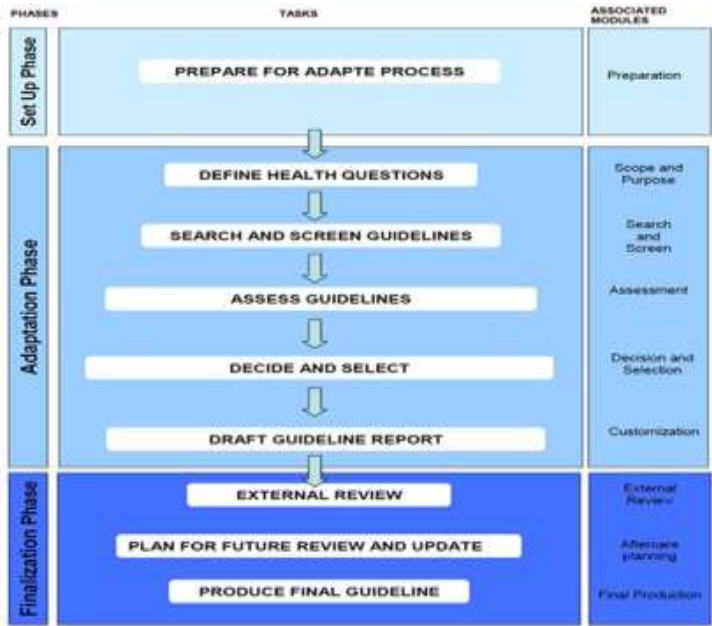 PHASES
TASKS
ASSOCIATED
MODULES
Set Up Phase
PREPARE FOR ADAPTE PROCESS
Preparation
Adaptation Phase
DEFINE HEALTH QUESTIONS
Scope and
Purpose
SEARCH AND SCREEN GUIDELINES
Search
and
Screen
ASSESS GUIDELINES
Assessment
DECIDE AND SELECT
Decision and
Selection
DRAFT GUIDELINE REPORT
Customization
Finalization Phase
EXTERNAL REVIEW
External
Review
PLAN FOR FUTURE REVIEW AND UPDATE
Aftercare
planning
PRODUCE FINAL GUIDELINE
Final Production